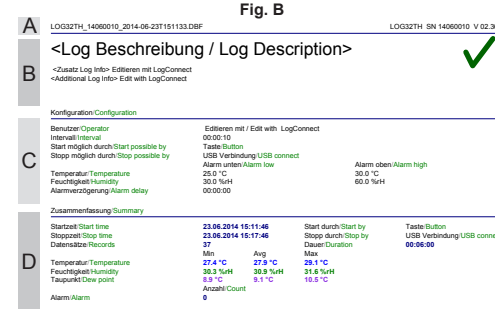 Fig. B
A LOG32TH_14060010_2014-06-23T151133.DBF LOG32TH SN 14060010 V 02.30
B <Log Beschreibung / Log Description>
<Zusatz Log Info> Editieren mit LogConnect
<Additional Log Info> Edit with LogConnect
Konfiguration/Configuration
C
Benutzer/Operator Editieren mit / Edit with LogConnect
Intervall/Interval 00:00:10
Start möglich durch/Start possible by Taste/Button
Stopp möglich durch/Stop possible by USB Verbindung/USB connect
Alarm unten/Alarm low Alarm oben/Alarm high
Temperatur/Temperature 25.0 °C 30.0 °C
Feuchtigkeit/Humidity 30.0 %rH 60.0 %rH
Alarmverzögerung/Alarm delay 00:00:00
Zusammenfassung/Summary
D
Startzeit/Start time 23.06.2014 15:11:46 Start durch/Start by Taste/Button
Stoppzeit/Stop time 23.06.2014 15:17:46 Stopp durch/Stop by USB Verbindung/USB conne
Datensätze/Records 37 Dauer/Duration 00:06:00
Min Avg Max
Temperatur/Temperature 27.4 °C 27.9 °C 29.1 °C
Feuchtigkeit/Humidity 30.3 %rH 30.9 %rH 31.6 %rH
Taupunkt/Dew point 8.9 °C 9.1 °C 10.5 °C
Anzahl/Count
Alarm/Alarm 0